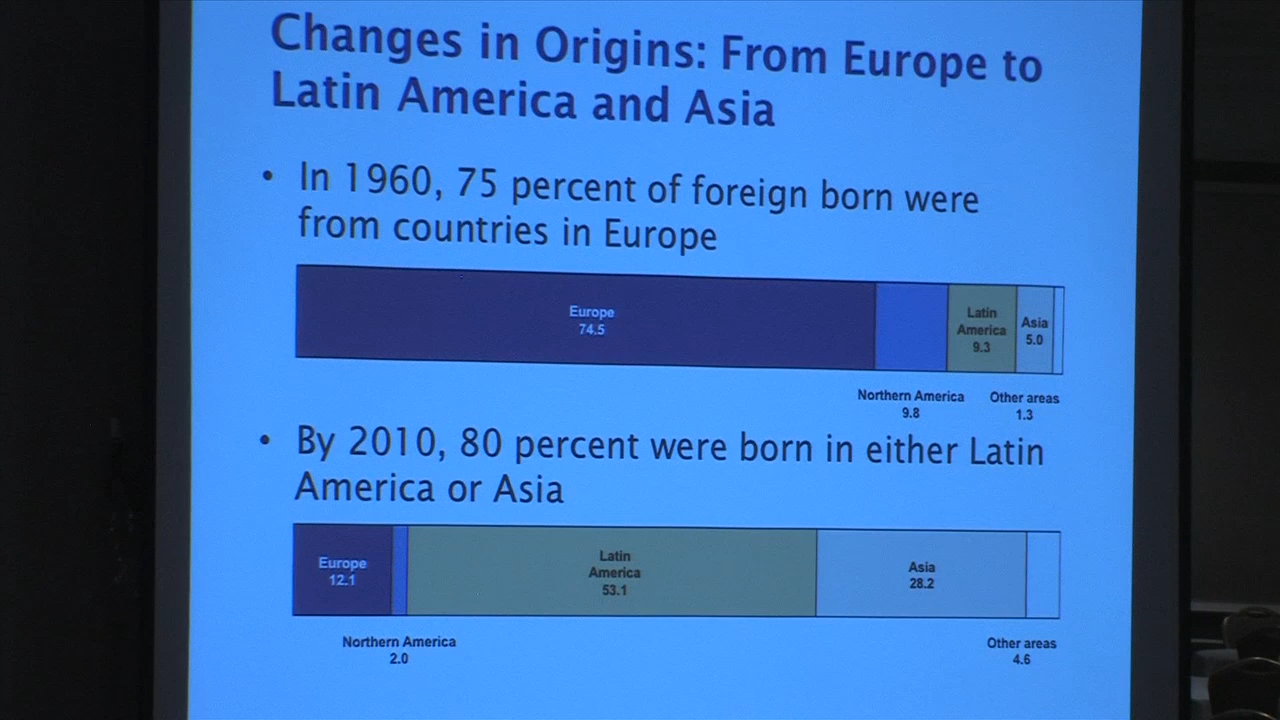 Changes in Origins: From Europe to
Latin America and Asia
• In 1960, 75 percent of foreign born were
from countries in Europe
Europe
74.5
Latin
America
9.3
Asia
5.0
Northern America
9.8
Other areas
1.3
• By 2010, 80 percent were born in either Latin
America or Asia
Europe
12.1
Latin
America
53.1
Asia
28.2
Northern America
2.0
Other areas
4.6